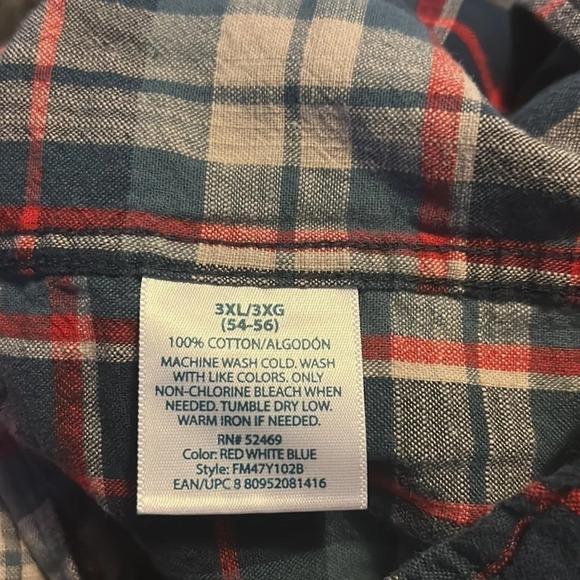 3XL/3XG
(54-56)
100% COTTON/ALGODÓN
MACHINE WASH COLD. WASH
WITH LIKE COLORS. ONLY
NON-CHLORINE BLEACH WHEN
NEEDED. TUMBLE DRY LOW.
WARM IRON IF NEEDED.
RN# 52469
Color: RED WHITE BLUE
Style: FM47Y102B
EAN/UPC 8 80952081416